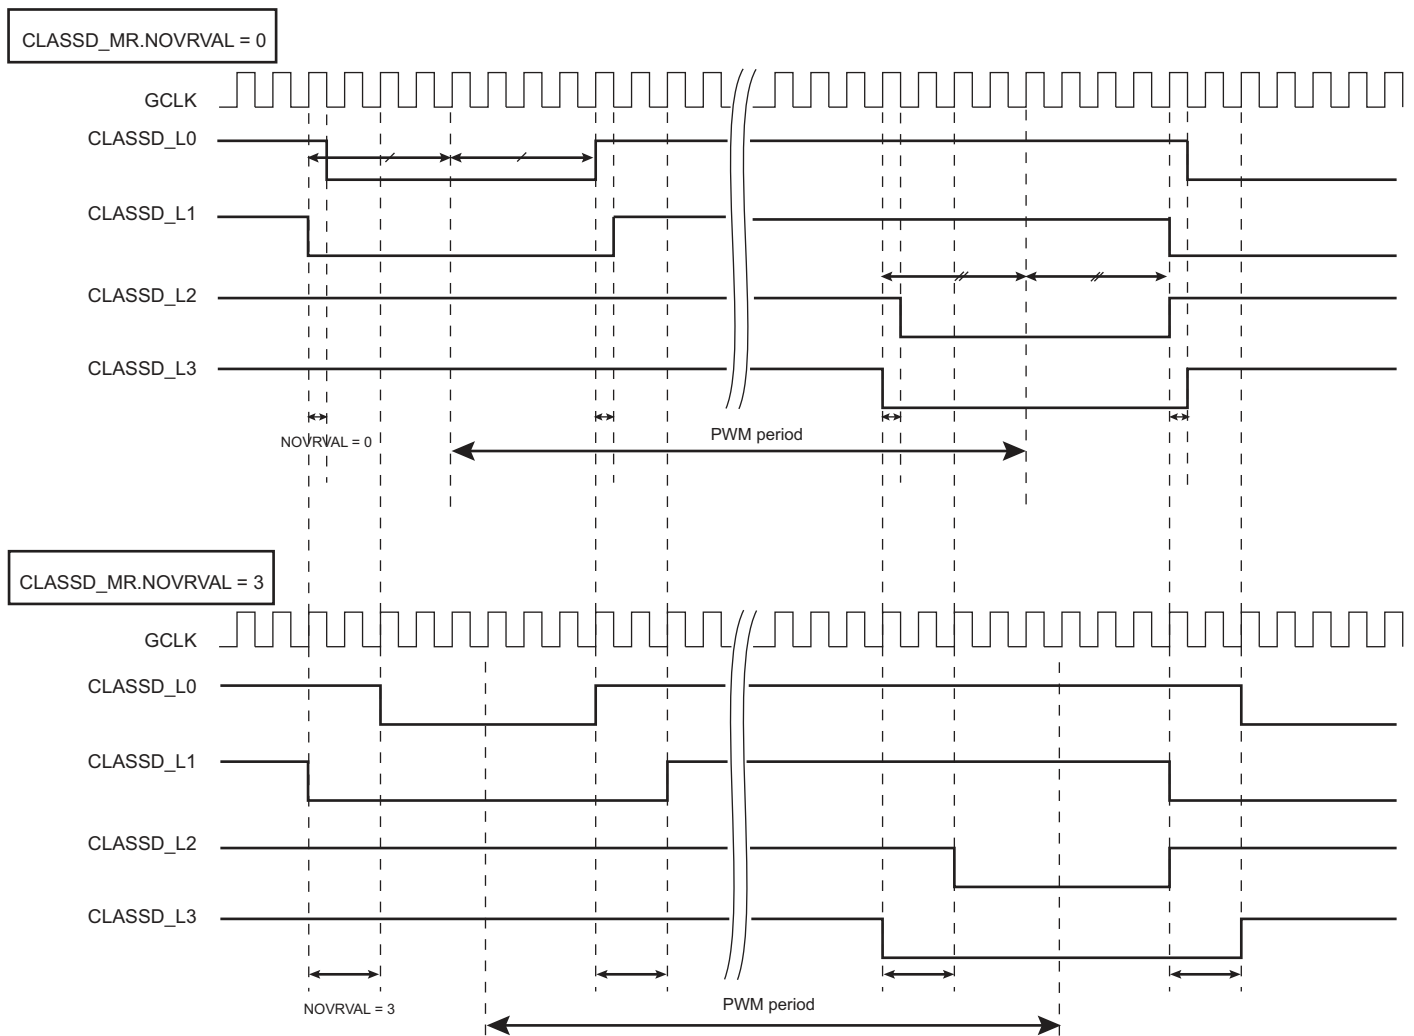 CLASSD_MR.NOVRVAL = 0
GCLK
CLASSD_L0
CLASSD_L1
CLASSD_L2
CLASSD_L3
NOVRVAL = 0
PWM period
CLASSD_MR.NOVRVAL = 3
GCLK
CLASSD_L0
CLASSD_L1
CLASSD_L2
CLASSD_L3
NOVRVAL = 3
PWM period